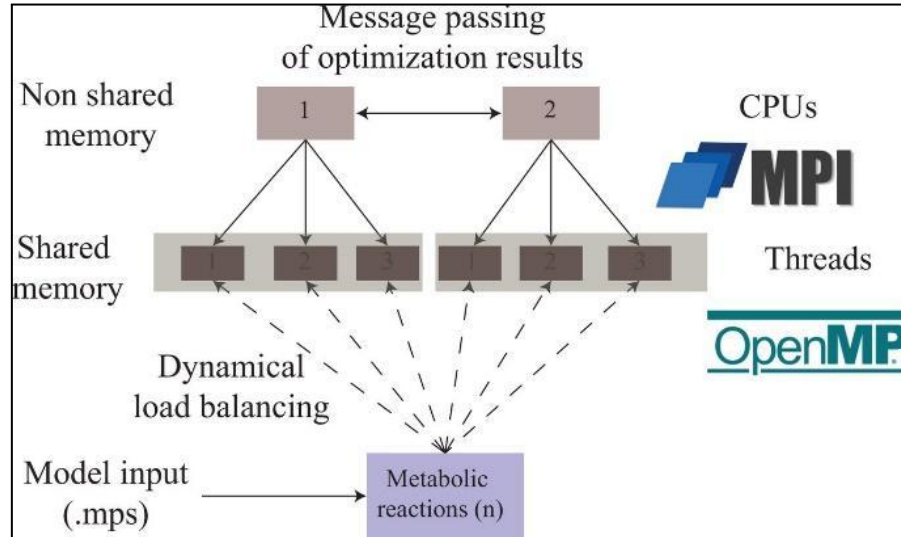 Message passing
of optimization results
Non shared
memory
1
2
CPUs
MPI
Shared
memory
1 2 3 1 2 3
Threads
OpenMP
Dynamical
load balancing
Model input
(.mps)
Metabolic
reactions (n)